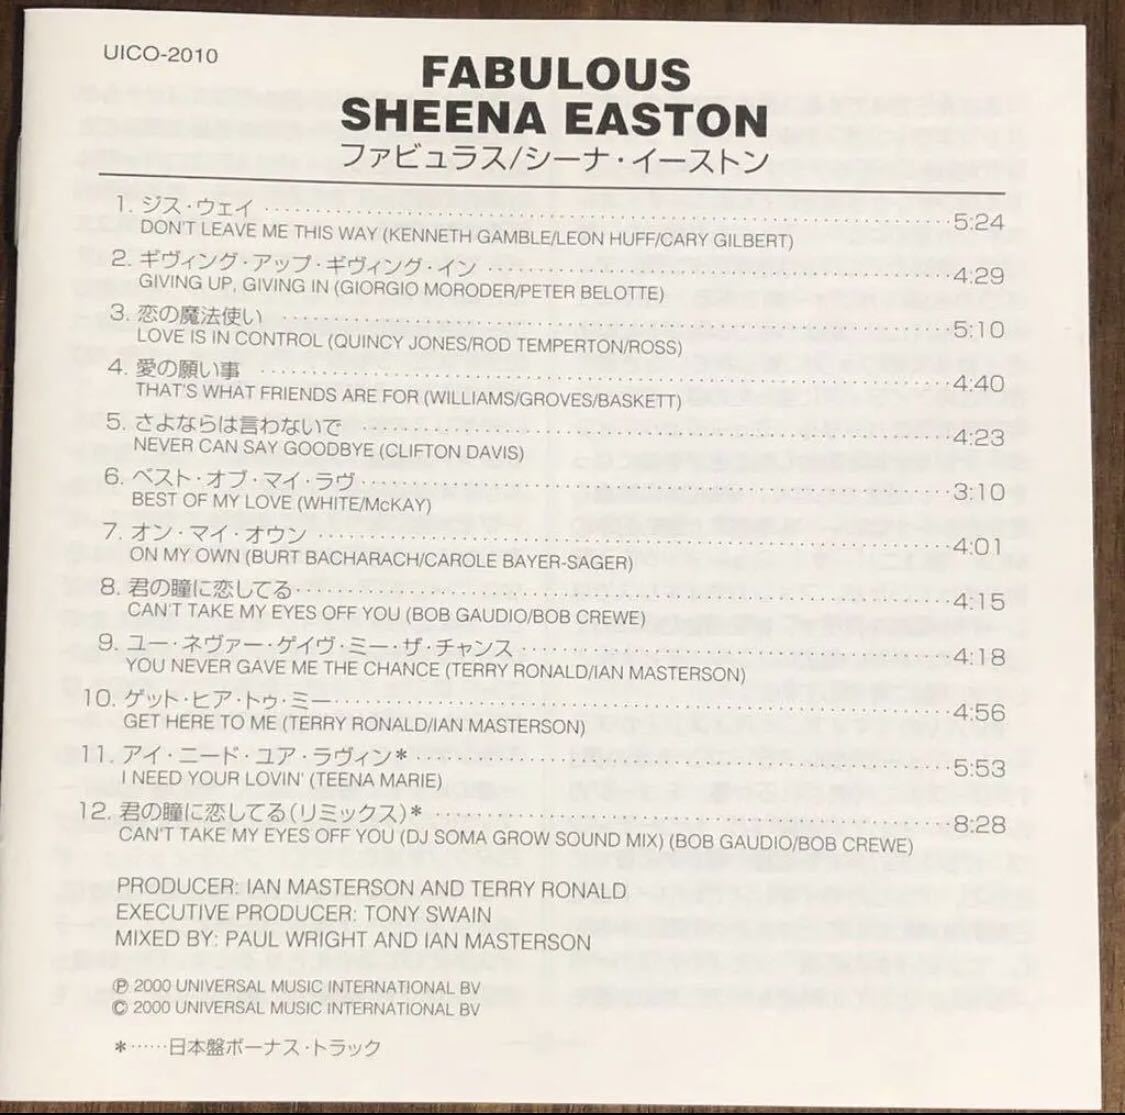 UICO-2010
FABULOUS
SHEENA EASTON
ファビュラス/シーナ・イーストン
1. ジス・ウェイ ・・・・・・・・・・ 5:24
DON'T LEAVE ME THIS WAY (KENNETH GAMBLE/LEON HUFF/CARY GILBERT)
2. ギヴィング・アップ・ギヴィング・イン ・・・・・・・・・・ 4:29
GIVING UP, GIVING IN (GIORGIO MORODER/PETER BELOTTE)
3. 恋の魔法使い ・・・・・・・・・・ 5:10
LOVE IS IN CONTROL (QUINCY JONES/ROD TEMPERTON/ROSS)
4. 愛の願い事 ・・・・・・・・・・ 4:40
THAT'S WHAT FRIENDS ARE FOR (WILLIAMS/GROVES/BASKETT)
5. さよならは言わないで ・・・・・・・・・・ 4:23
NEVER CAN SAY GOODBYE (CLIFTON DAVIS)
6. ベスト・オブ・マイ・ラヴ ・・・・・・・・・・ 3:10
BEST OF MY LOVE (WHITE/McKAY)
7. オン・マイ・オウン ・・・・・・・・・・ 4:01
ON MY OWN (BURT BACHARACH/CAROLE BAYER-SAGER)
8. 君の瞳に恋してる ・・・・・・・・・・ 4:15
CAN'T TAKE MY EYES OFF YOU (BOB GAUDIO/BOB CREWE)
9. ユー・ネヴァー・ゲイヴ・ミー・ザ・チャンス ・・・・・・・・・・ 4:18
YOU NEVER GAVE ME THE CHANCE (TERRY RONALD/IAN MASTERSON)
10. ゲット・ヒア・トゥ・ミー ・・・・・・・・・・ 4:56
GET HERE TO ME (TERRY RONALD/IAN MASTERSON)
11. アイ・ニード・ユア・ラヴィン* ・・・・・・・・・・ 5:53
I NEED YOUR LOVIN' (TEENA MARIE)
12. 君の瞳に恋してる(リミックス)* ・・・・・・・・・・ 8:28
CAN'T TAKE MY EYES OFF YOU (DJ SOMA GROW SOUND MIX) (BOB GAUDIO/BOB CREWE)
PRODUCER: IAN MASTERSON AND TERRY RONALD
EXECUTIVE PRODUCER: TONY SWAIN
MIXED BY: PAUL WRIGHT AND IAN MASTERSON
Ⓟ 2000 UNIVERSAL MUSIC INTERNATIONAL BV
© 2000 UNIVERSAL MUSIC INTERNATIONAL BV
*……日本盤ボーナス・トラック